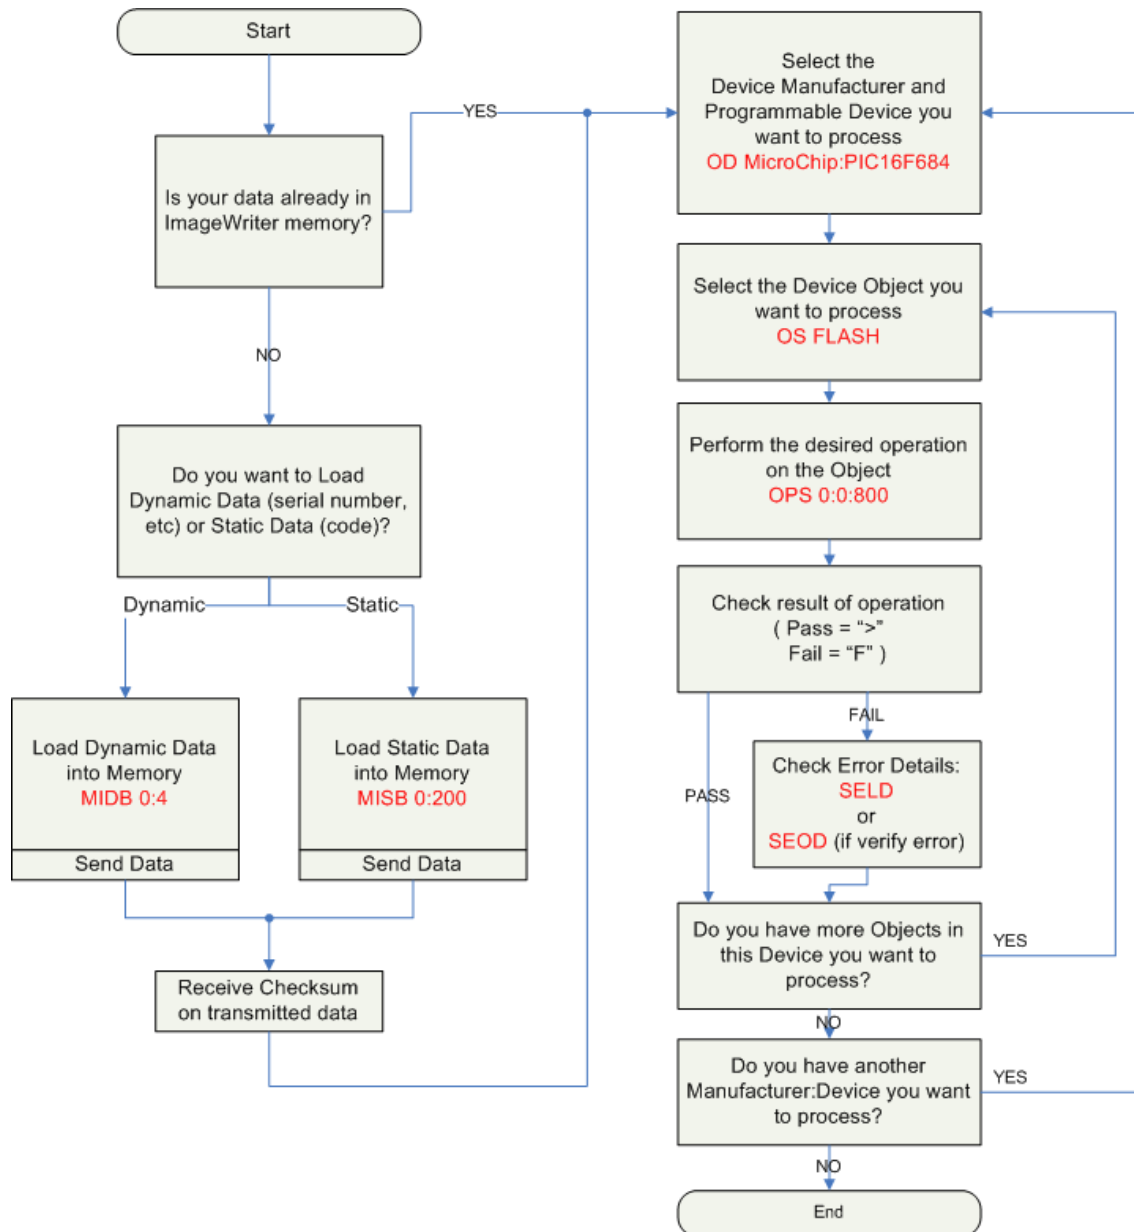 Start
YES
Is your data already in
ImageWriter memory?
NO
Do you want to Load
Dynamic Data (serial number,
etc) or Static Data (code)?
Dynamic
Static
Load Dynamic Data
into Memory
MIDB 0:4
Send Data
Load Static Data
into Memory
MISB 0:200
Send Data
Receive Checksum
on transmitted data
Select the
Device Manufacturer and
Programmable Device you
want to process
OD MicroChip:PIC16F684
Select the Device Object you
want to process
OS FLASH
Perform the desired operation
on the Object
OPS 0:0:800
Check result of operation
( Pass = “>”
Fail = “F” )
FAIL
PASS
Check Error Details:
SELD
or
SEOD (if verify error)
Do you have more Objects in
this Device you want to
process?
YES
NO
Do you have another
Manufacturer:Device you want
to process?
YES
NO
End